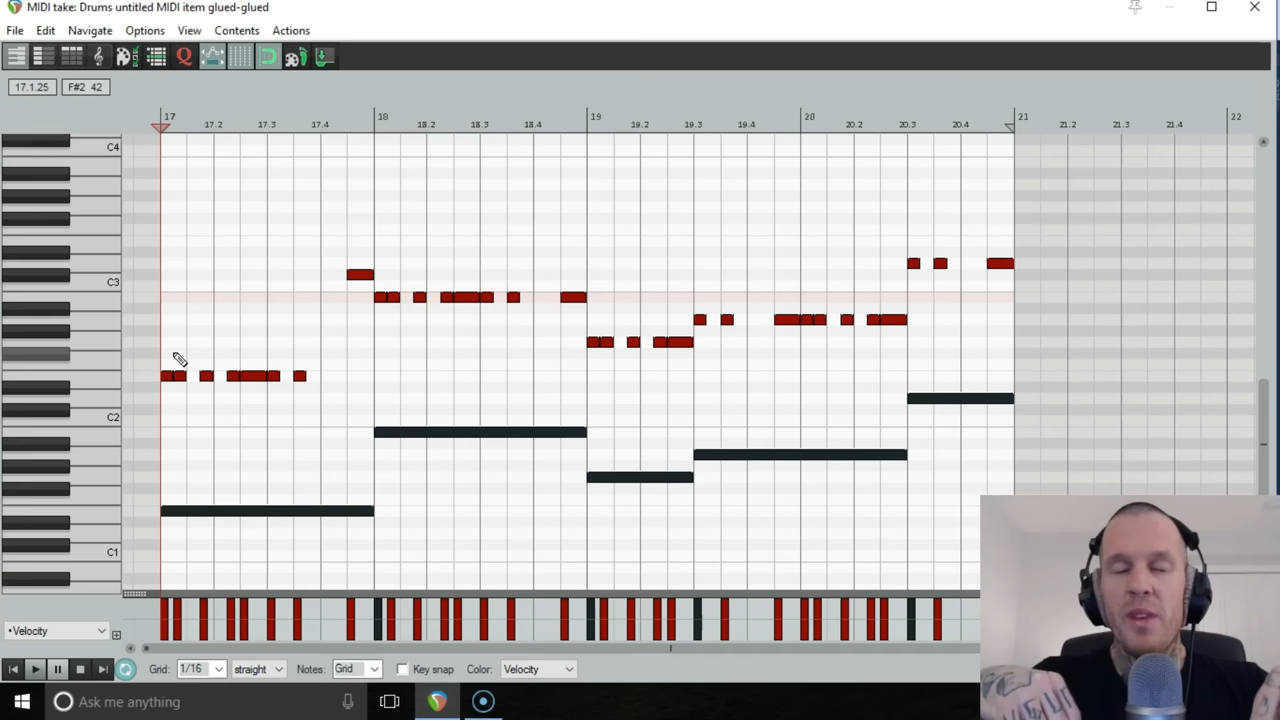 MIDI take: Drums untitled MIDI item glued-glued
File Edit Navigate Options View Contents Actions
Q
17.1.25 F#2 42
17 18 19 20 21 22
17.2 17.3 17.4 18.2 18.3 18.4 19.2 19.3 19.4 20.2 20.3 20.4 21.2 21.3 21.4
C4
C3
C2
C1
•Velocity
Grid: 1/16 straight Notes: Grid Key snap Color: Velocity
Ask me anything